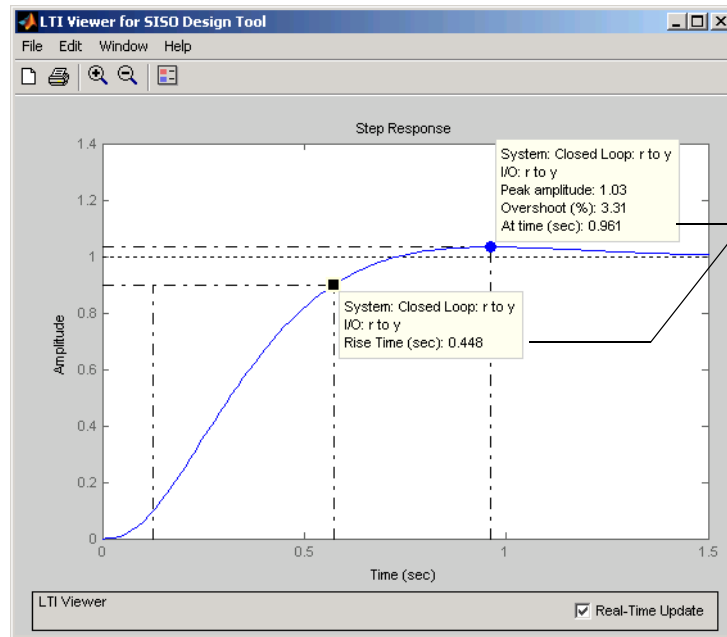 LTI Viewer for SISO Design Tool
File Edit Window Help
Step Response
1.4
1.2
1
0.8
0.6
0.4
0.2
0
Amplitude
System: Closed Loop: r to y
I/O: r to y
Peak amplitude: 1.03
Overshoot (%): 3.31
At time (sec): 0.961
System: Closed Loop: r to y
I/O: r to y
Rise Time (sec): 0.448
0 0.5 1 1.5
Time (sec)
LTI Viewer
Real-Time Update